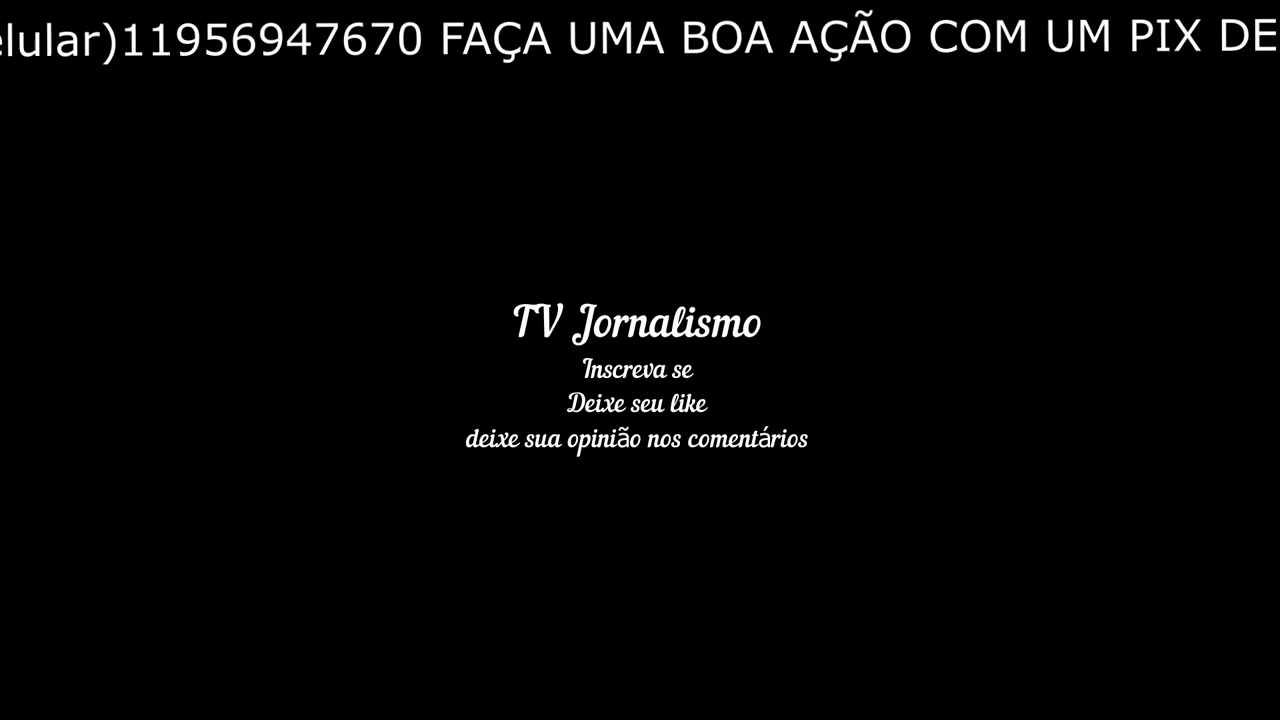 elular)11956947670 FAÇA UMA BOA AÇÃO COM UM PIX DE
TV Jornalismo
Inscreva se
Deixe seu like
deixe sua opinião nos comentários